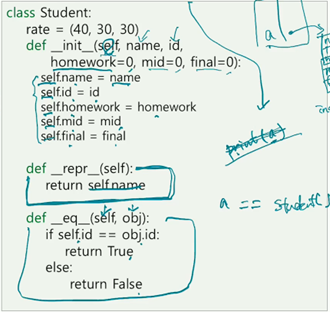 class Student:
rate = (40, 30, 30)
def __init__(self, name, id,
homework=0, mid=0, final=0):
self.name = name
self.id = id
self.homework = homework
self.mid = mid
self.final = final
def __repr__(self):
return self.name
def __eq__(self, obj):
if self.id == obj.id:
return True
else:
return False
a
print(a)
a == Student(